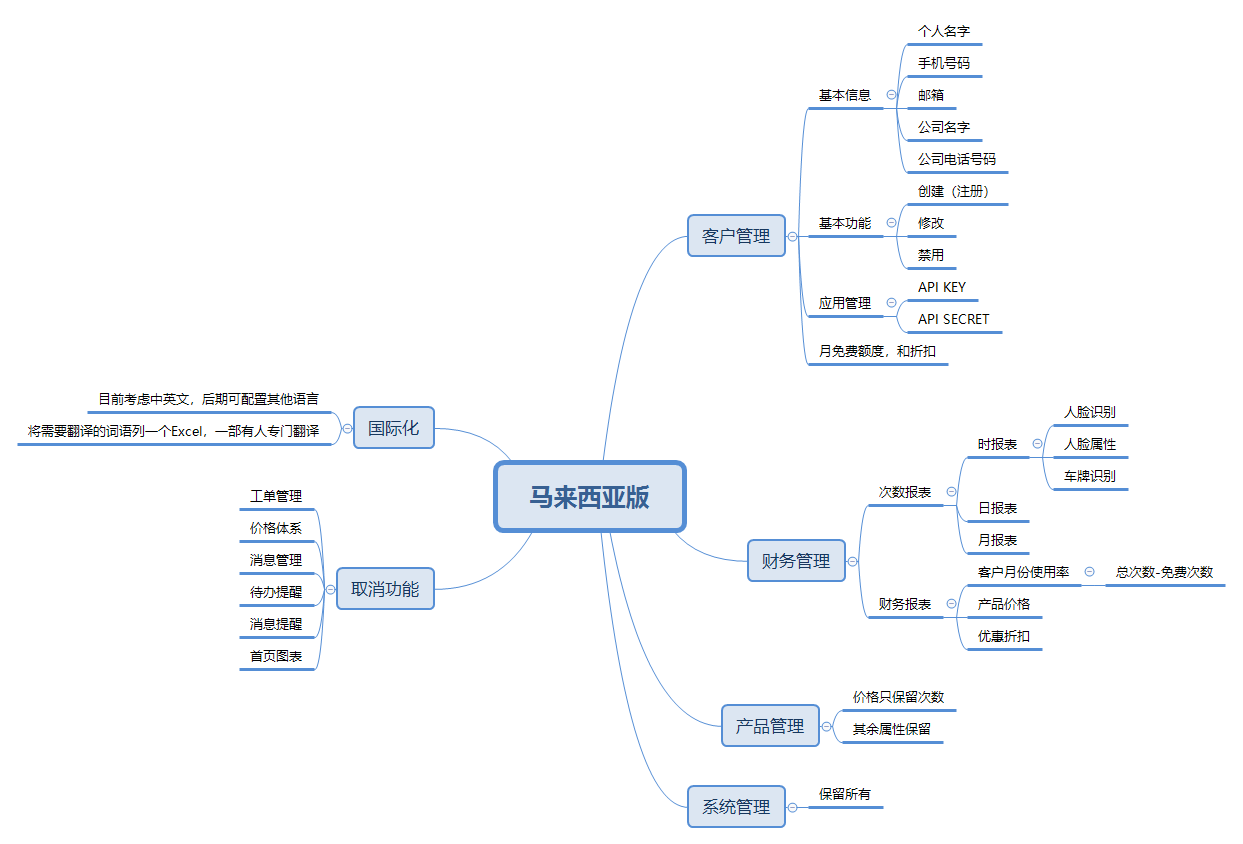 马来西亚版
客户管理
基本信息
个人名字
手机号码
邮箱
公司名字
公司电话号码
基本功能
创建（注册）
修改
禁用
应用管理
API KEY
API SECRET
月免费额度，和折扣
财务管理
次数报表
时报表
人脸识别
人脸属性
车牌识别
日报表
月报表
财务报表
客户月份使用率
总次数-免费次数
产品价格
优惠折扣
产品管理
价格只保留次数
其余属性保留
系统管理
保留所有
国际化
目前考虑中英文，后期可配置其他语言
将需要翻译的词语列一个Excel，一部有人专门翻译
取消功能
工单管理
价格体系
消息管理
待办提醒
消息提醒
首页图表